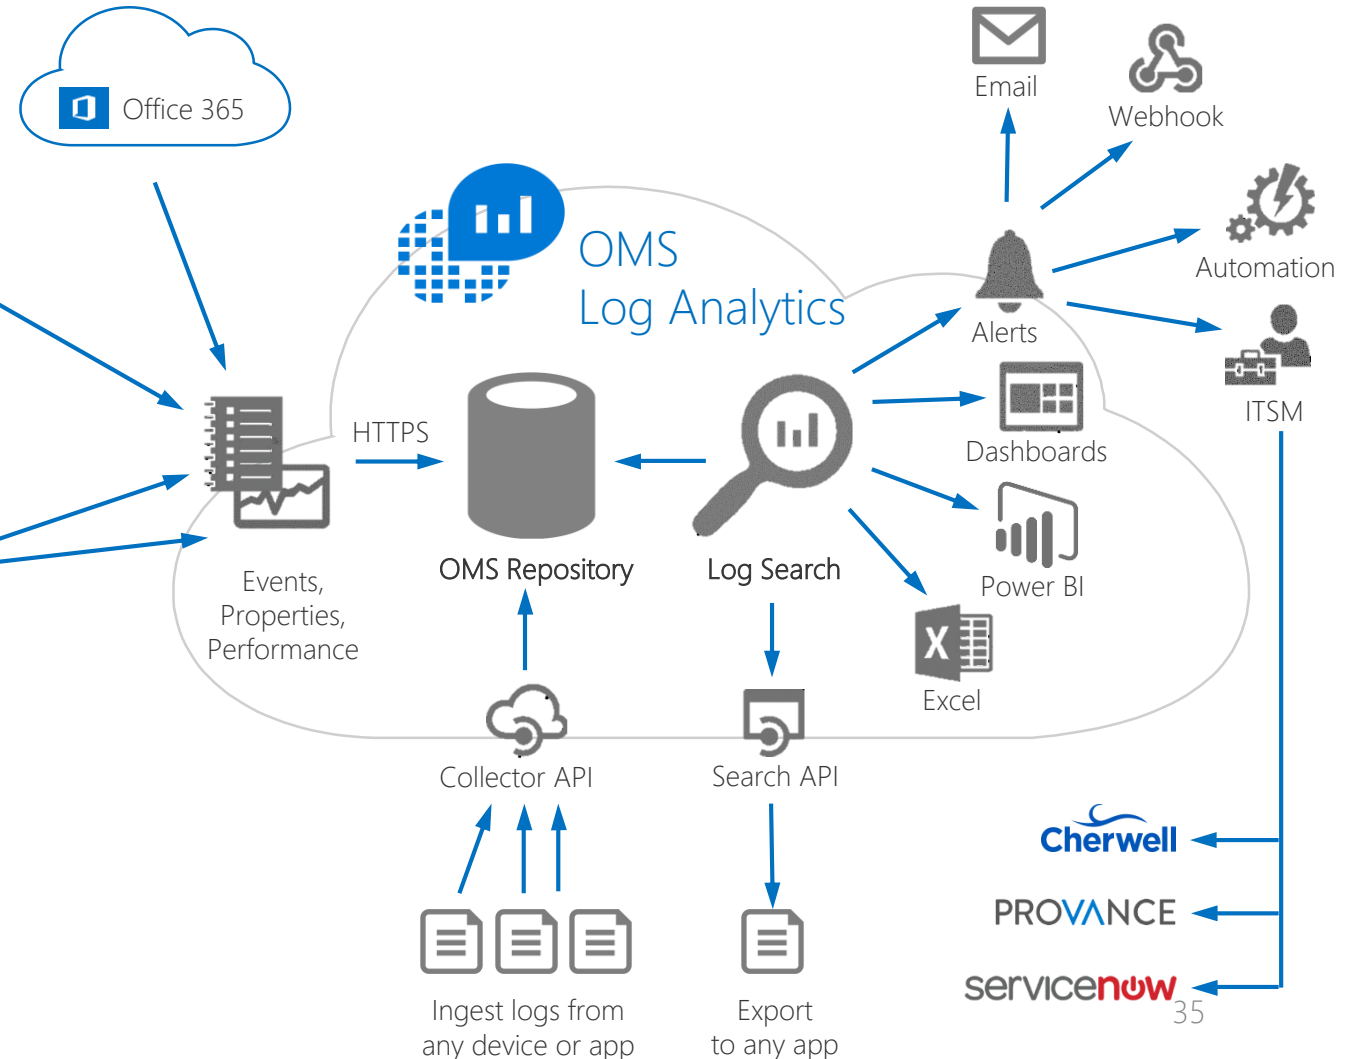 Email
Webhook
Office 365
OMS
Log Analytics
Automation
Alerts
ITSM
HTTPS
Dashboards
OMS Repository
Log Search
Events,
Properties,
Performance
Power BI
X
Excel
Collector API
Search API
Cherwell
PROVANCE
servicenow
35
Ingest logs from
any device or app
Export
to any app